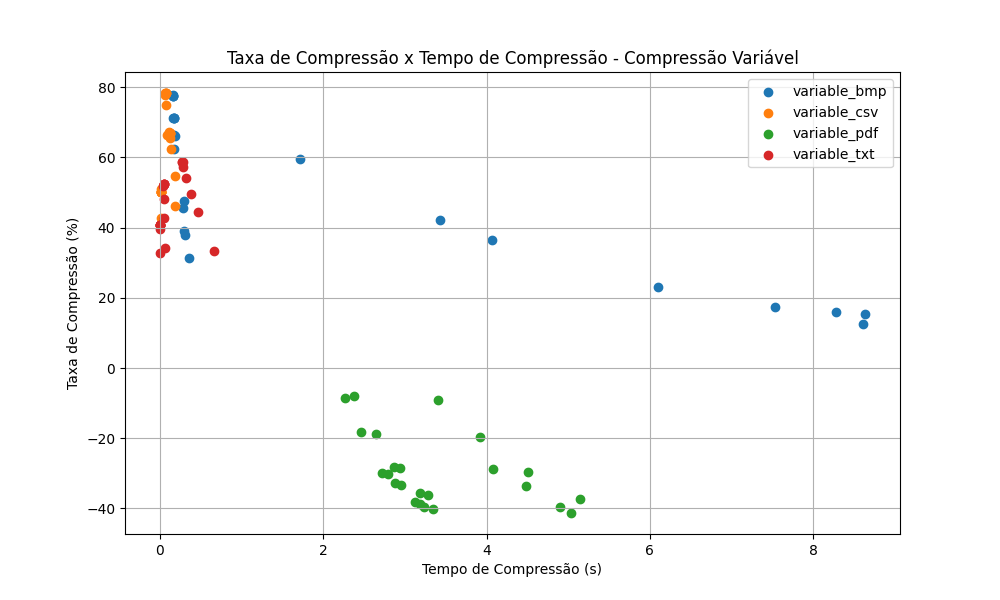 Taxa de Compressão x Tempo de Compressão - Compressão Variável
variable_bmp
variable_csv
variable_pdf
variable_txt
Taxa de Compressão (%)
80
60
40
20
0
−20
−40
0 2 4 6 8
Tempo de Compressão (s)